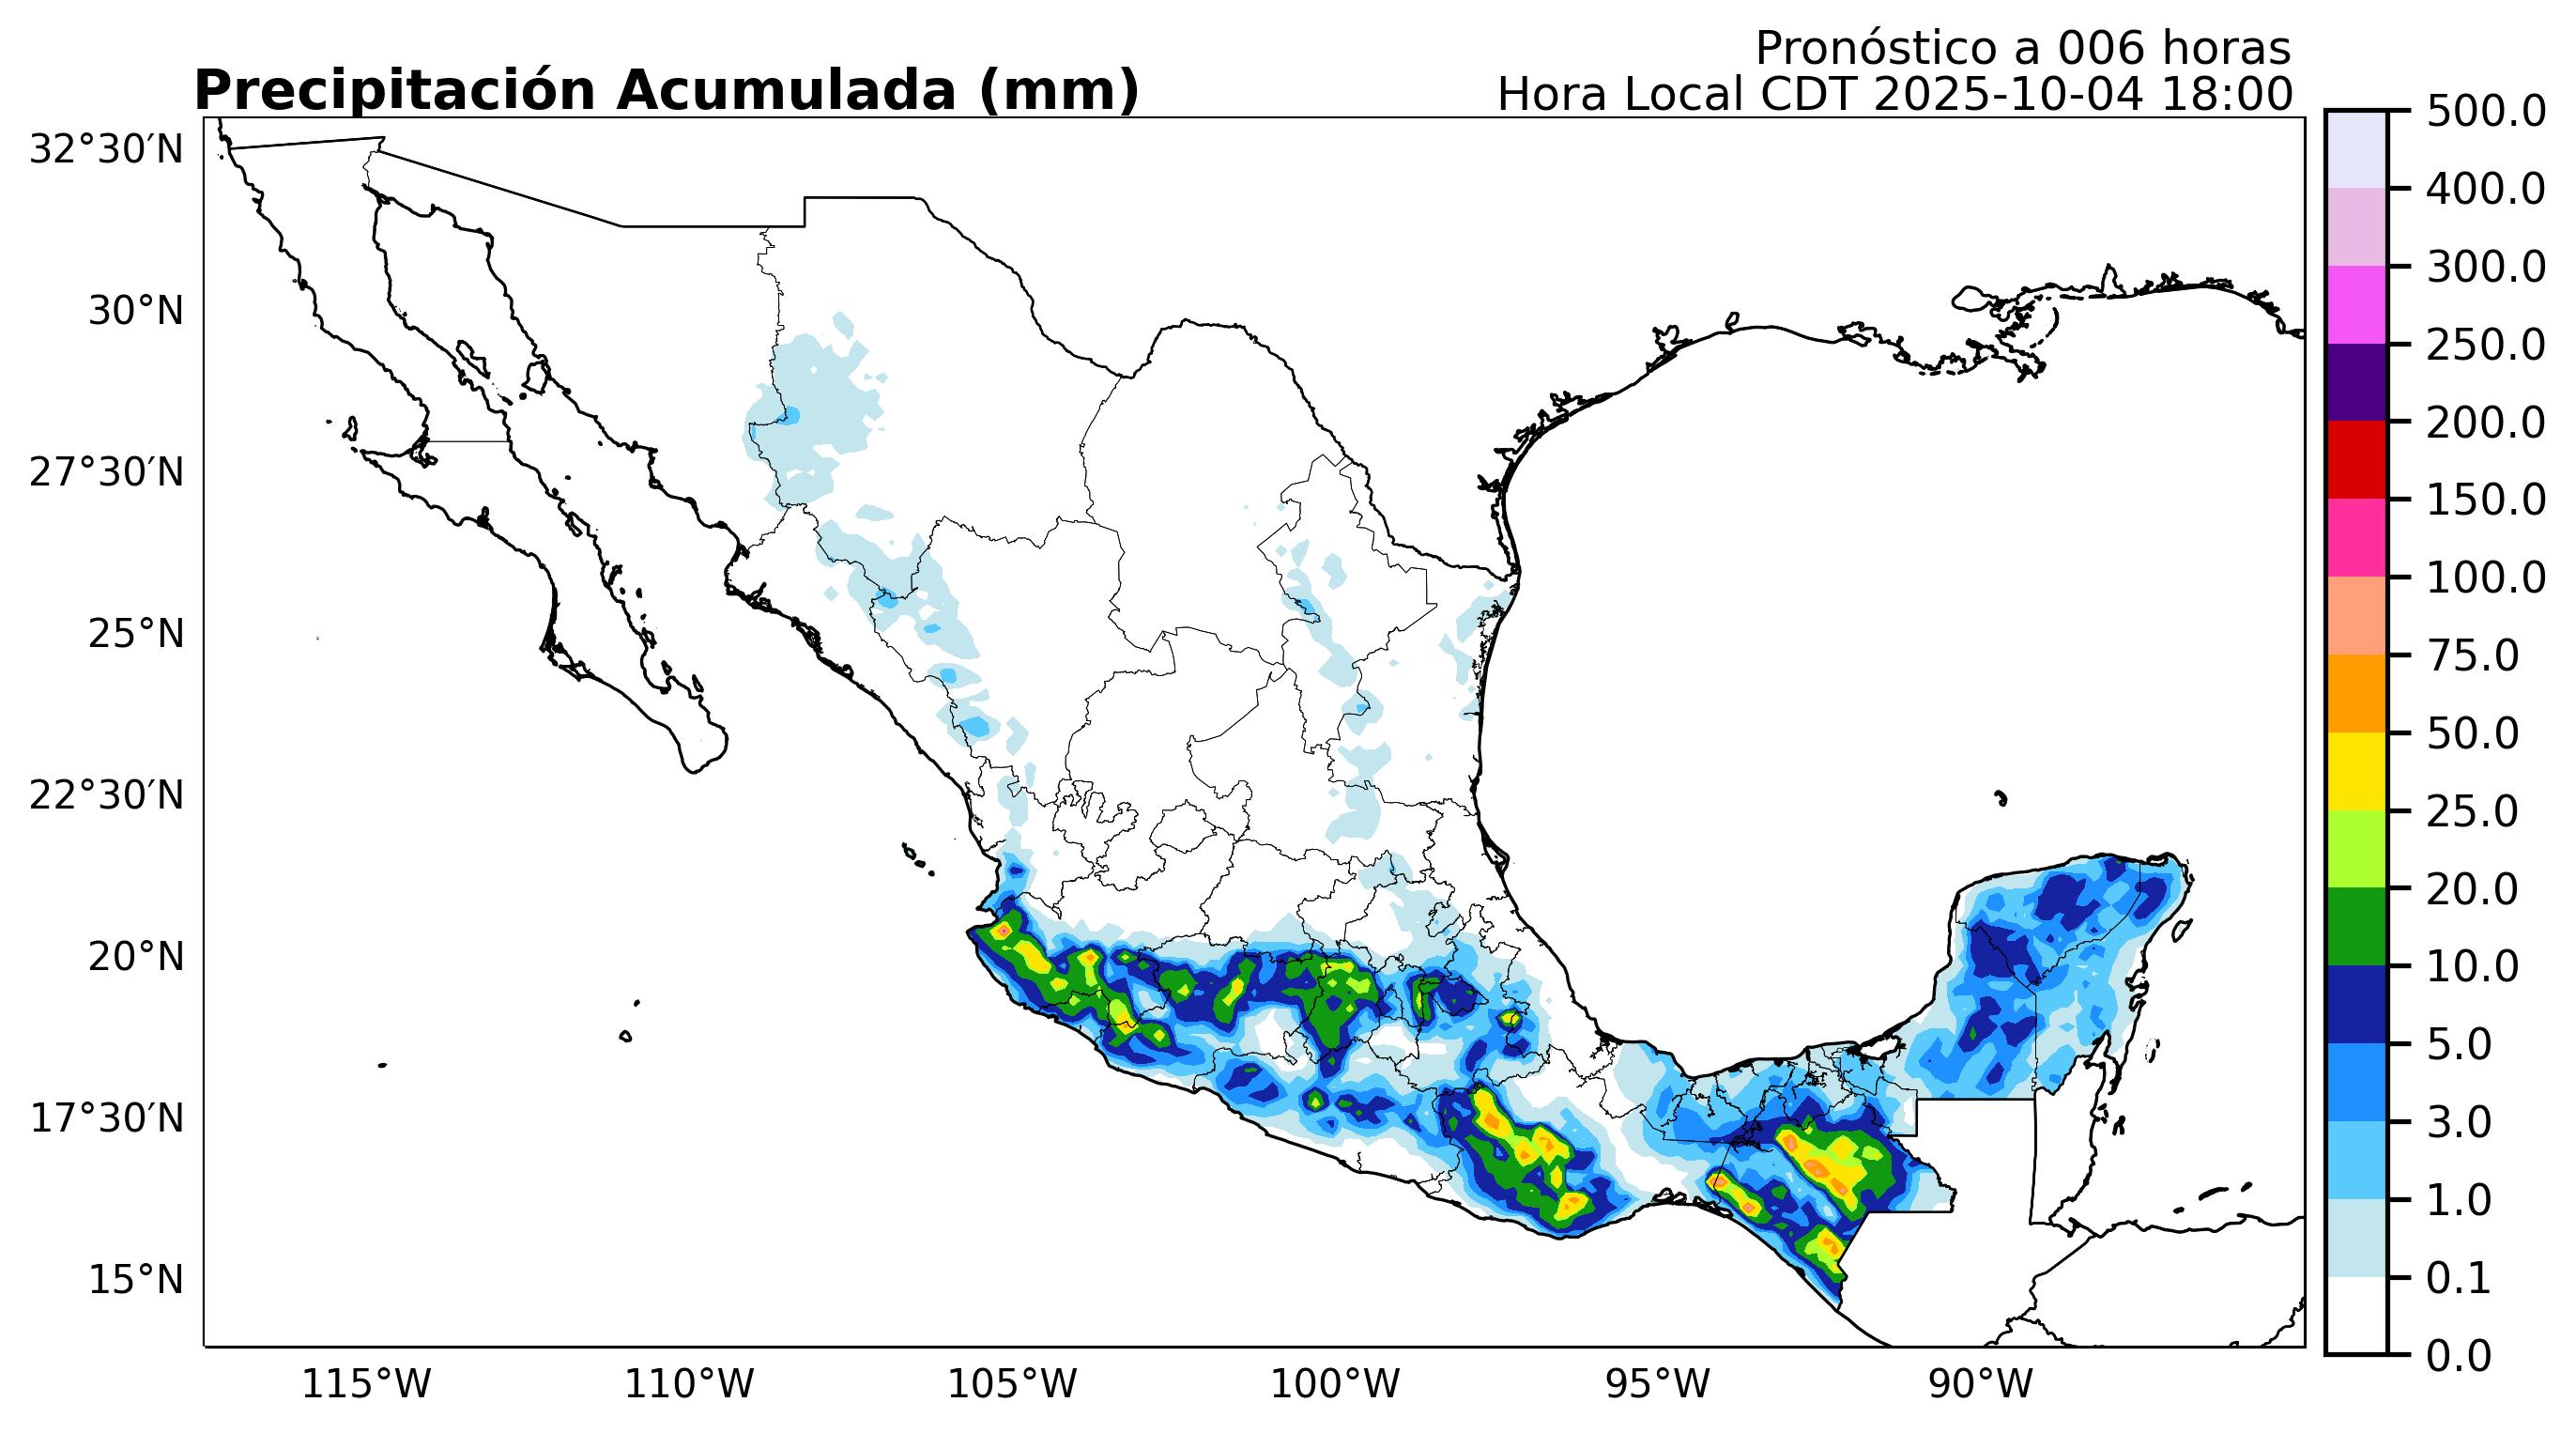 Pronóstico a 006 horas
Precipitación Acumulada (mm)
Hora Local CDT 2025-10-04 18:00
32°30′N
30°N
27°30′N
25°N
22°30′N
20°N
17°30′N
15°N
115°W
110°W
105°W
100°W
95°W
90°W
500.0
400.0
300.0
250.0
200.0
150.0
100.0
75.0
50.0
25.0
20.0
10.0
5.0
3.0
1.0
0.1
0.0